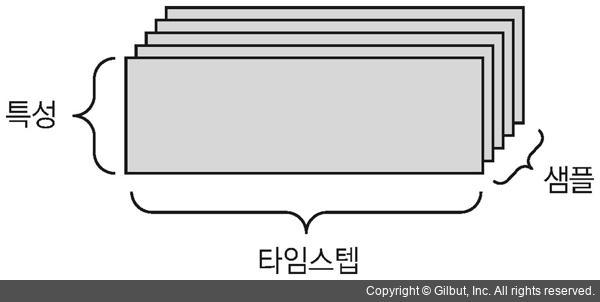 특성
샘플
타임스텝
Copyright © Gilbut, Inc. All rights reserved.